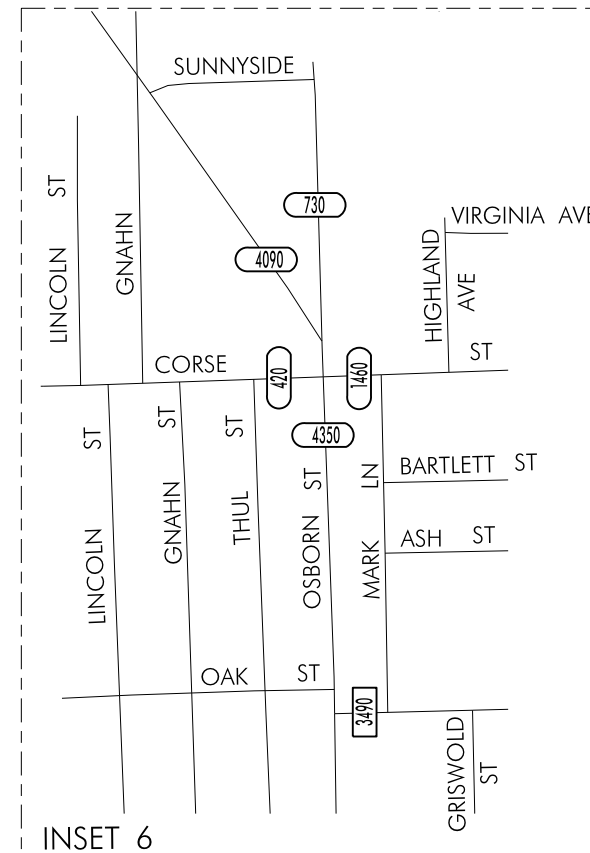 SUNNYSIDE
LINCOLN ST
GNAHN
730
4090
VIRGINIA AVE
HIGHLAND AVE
CORSE ST
420
1460
4350
LINCOLN ST
GNAHN ST
THUL ST
OSBORN ST
MARK LN
BARTLETT ST
ASH ST
OAK ST
3490
GRISWOLD ST
INSET 6